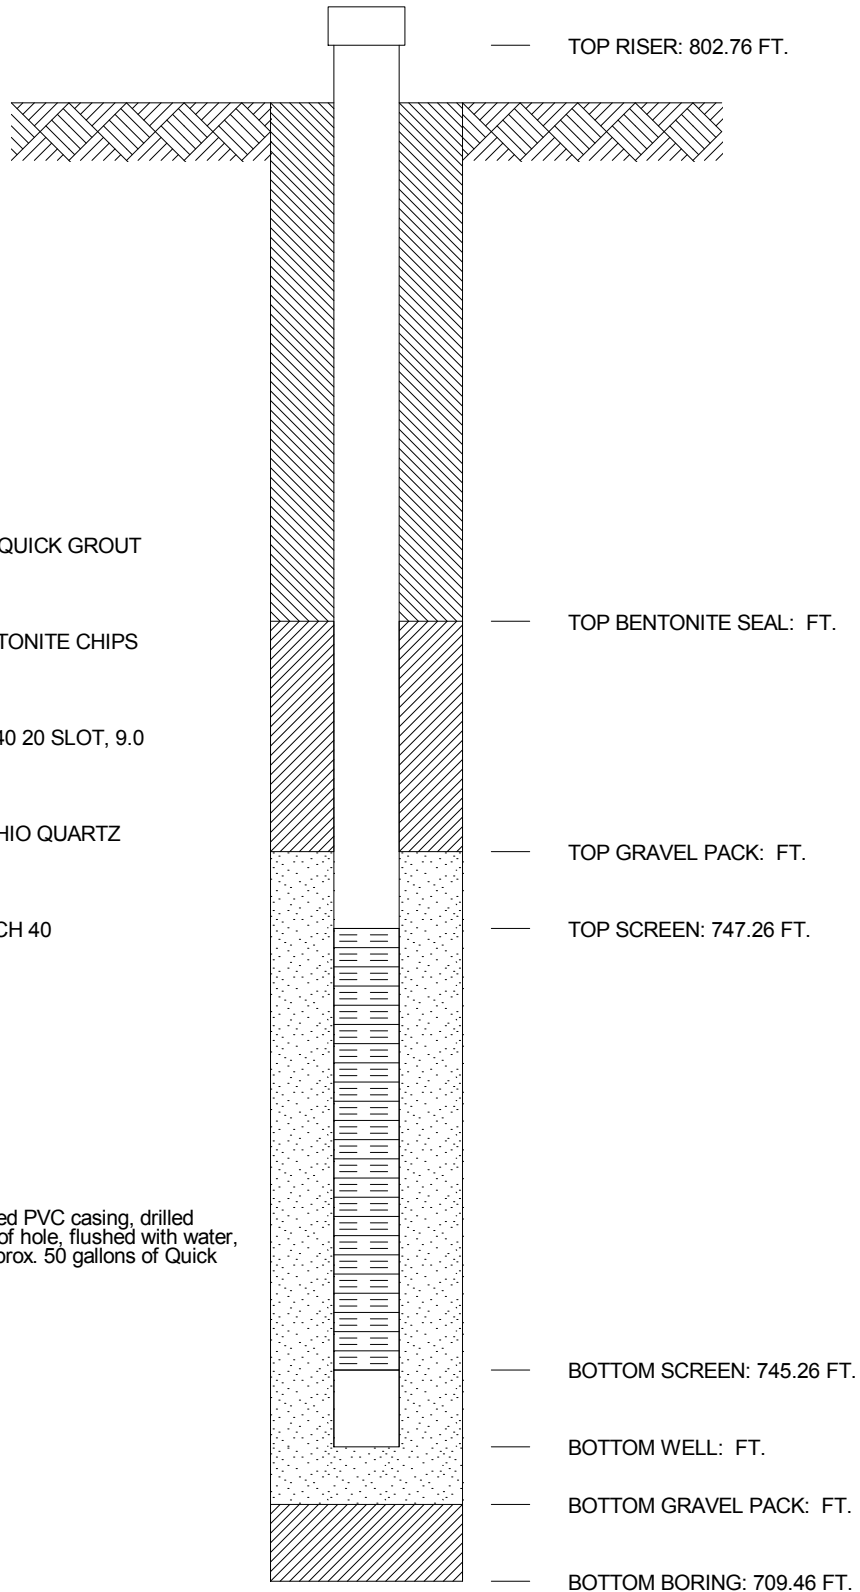 TOP RISER: 802.76 FT.
QUICK GROUT
TOP BENTONITE SEAL: FT.
TONITE CHIPS
40 20 SLOT, 9.0
HIO QUARTZ
TOP GRAVEL PACK: FT.
TOP SCREEN: 747.26 FT.
CH 40
ed PVC casing, drilled
of hole, flushed with water,
prox. 50 gallons of Quick
BOTTOM SCREEN: 745.26 FT.
BOTTOM WELL: FT.
BOTTOM GRAVEL PACK: FT.
BOTTOM BORING: 709.46 FT.